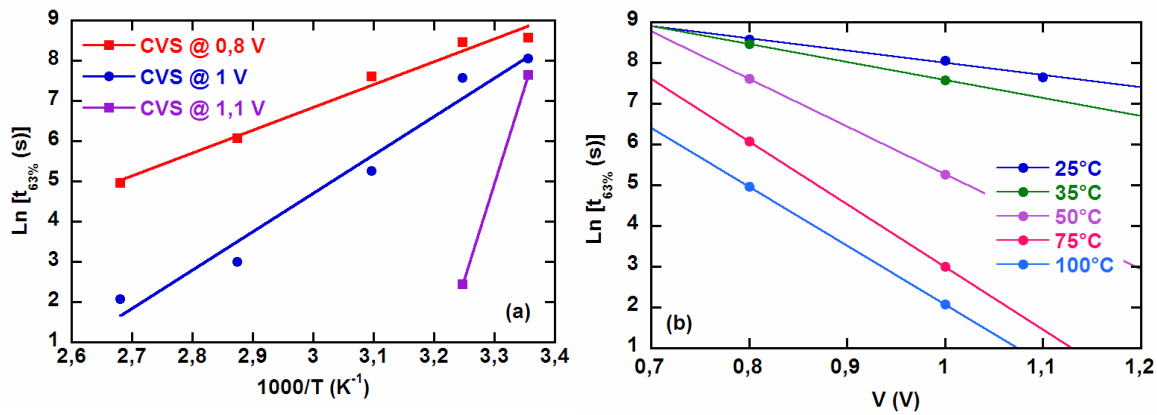 9
8
7
6
5
4
3
2
1
Ln [t63% (s)]
CVS @ 0,8 V
CVS @ 1 V
CVS @ 1,1 V
(a)
2,6 2,7 2,8 2,9 3 3,1 3,2 3,3 3,4
1000/T (K-1)
9
8
7
6
5
4
3
2
1
Ln [t63% (s)]
25°C
35°C
50°C
75°C
100°C
(b)
0,7 0,8 0,9 1 1,1 1,2
V (V)